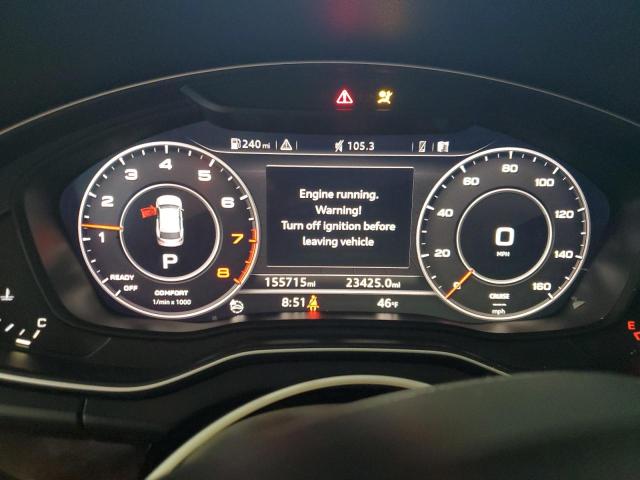 240 mi 105.3
Engine running.
Warning!
Turn off ignition before
leaving vehicle
1 2 3 4 5 6 7 8
P
READY
OFF
COMFORT
1/min x 1000
0 20 40 60 80 100 120 140 160
0
MPH
CRUISE
mph
155715mi 23425.0mi
8:51 46°F
C
E